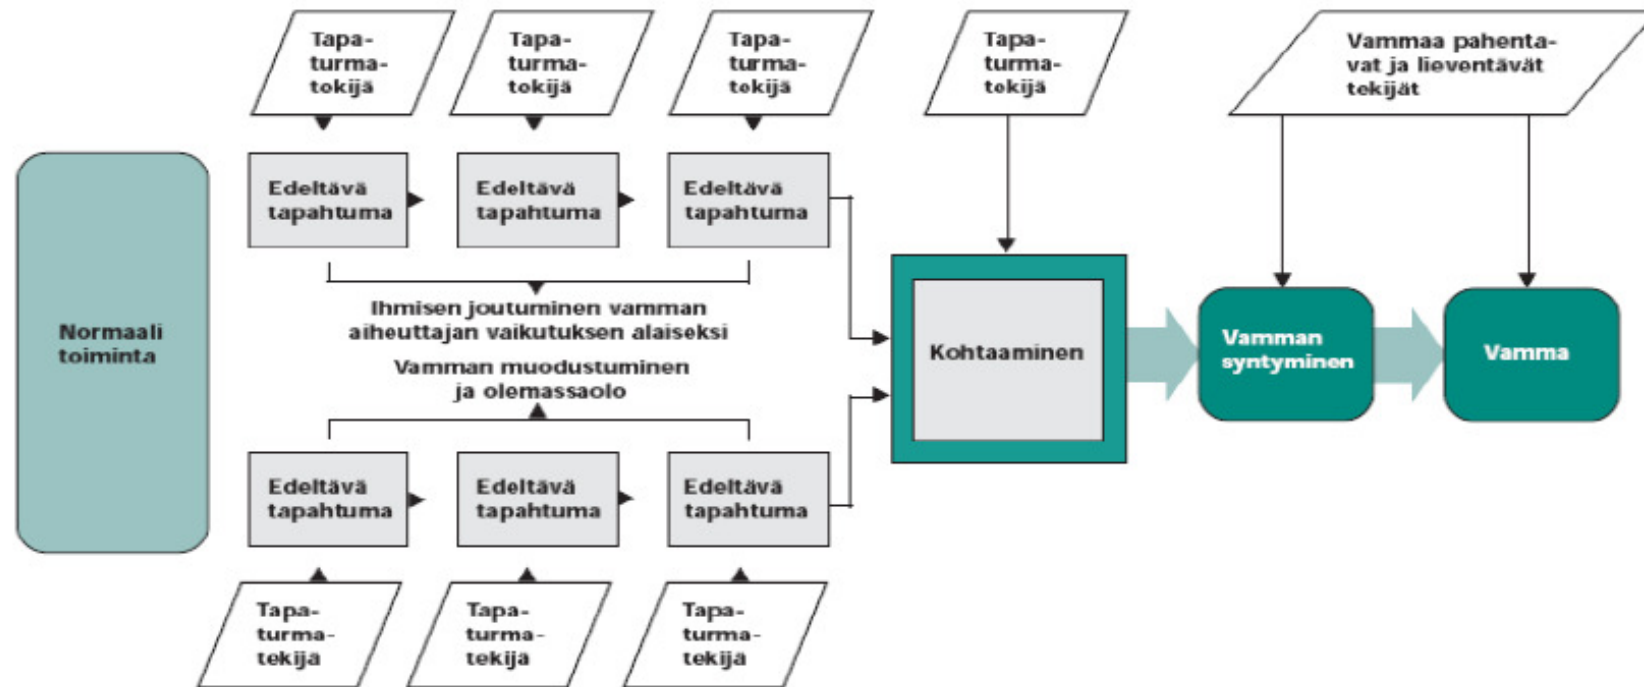 Tapa-
turma-
tekijä
Tapa-
turma-
tekijä
Tapa-
turma-
tekijä
Tapa-
turma-
tekijä
Vammaa pahenta-
vat ja lieventävät
tekijät
Edeltävä
tapahtuma
Edeltävä
tapahtuma
Edeltävä
tapahtuma
Normaali
toiminta
Ihmisen joutuminen vamman
aiheuttajan vaikutuksen alaiseksi
Vamman muodostuminen
ja olemassaolo
Kohtaaminen
Vamman
syntyminen
Vamma
Edeltävä
tapahtuma
Edeltävä
tapahtuma
Edeltävä
tapahtuma
Tapa-
turma-
tekijä
Tapa-
turma-
tekijä
Tapa-
turma-
tekijä